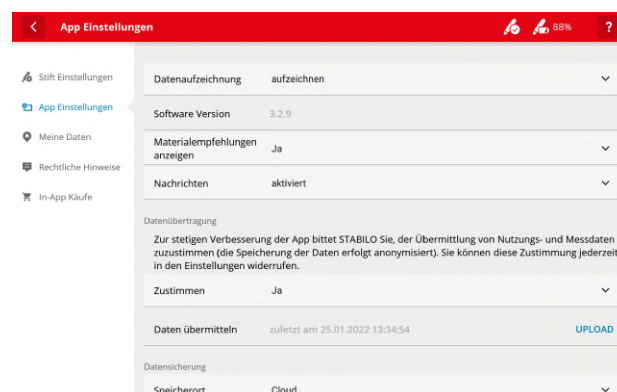 App Einstellungen
88%
?
Stift Einstellungen
App Einstellungen
Meine Daten
Rechtliche Hinweise
In-App Käufe
Datenaufzeichnung aufzeichnen
Software Version 3.2.9
Materialempfehlungen
anzeigen Ja
Nachrichten aktiviert
Datenübertragung
Zur stetigen Verbesserung der App bittet STABILO Sie, der Übermittlung von Nutzungs- und Messdaten
zuzustimmen (die Speicherung der Daten erfolgt anonymisiert). Sie können diese Zustimmung jederzeit
in den Einstellungen widerrufen.
Zustimmen Ja
Daten übermitteln zuletzt am 25.01.2022 13:34:54 UPLOAD
Datensicherung
Speicherort Cloud